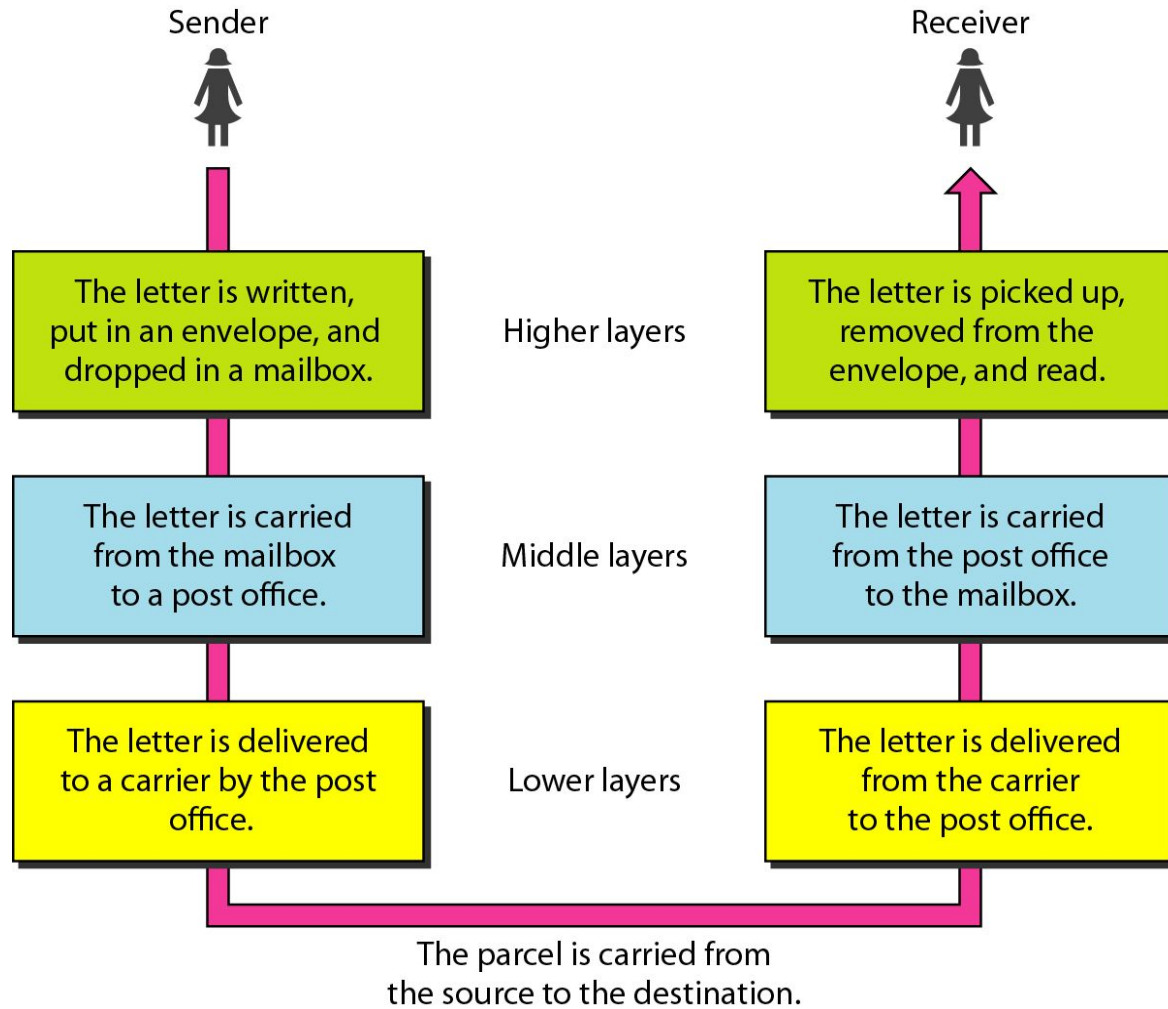 Sender
Receiver
The letter is written,
put in an envelope, and
dropped in a mailbox.
Higher layers
The letter is picked up,
removed from the
envelope, and read.
The letter is carried
from the mailbox
to a post office.
Middle layers
The letter is carried
from the post office
to the mailbox.
The letter is delivered
to a carrier by the post
office.
Lower layers
The letter is delivered
from the carrier
to the post office.
The parcel is carried from
the source to the destination.